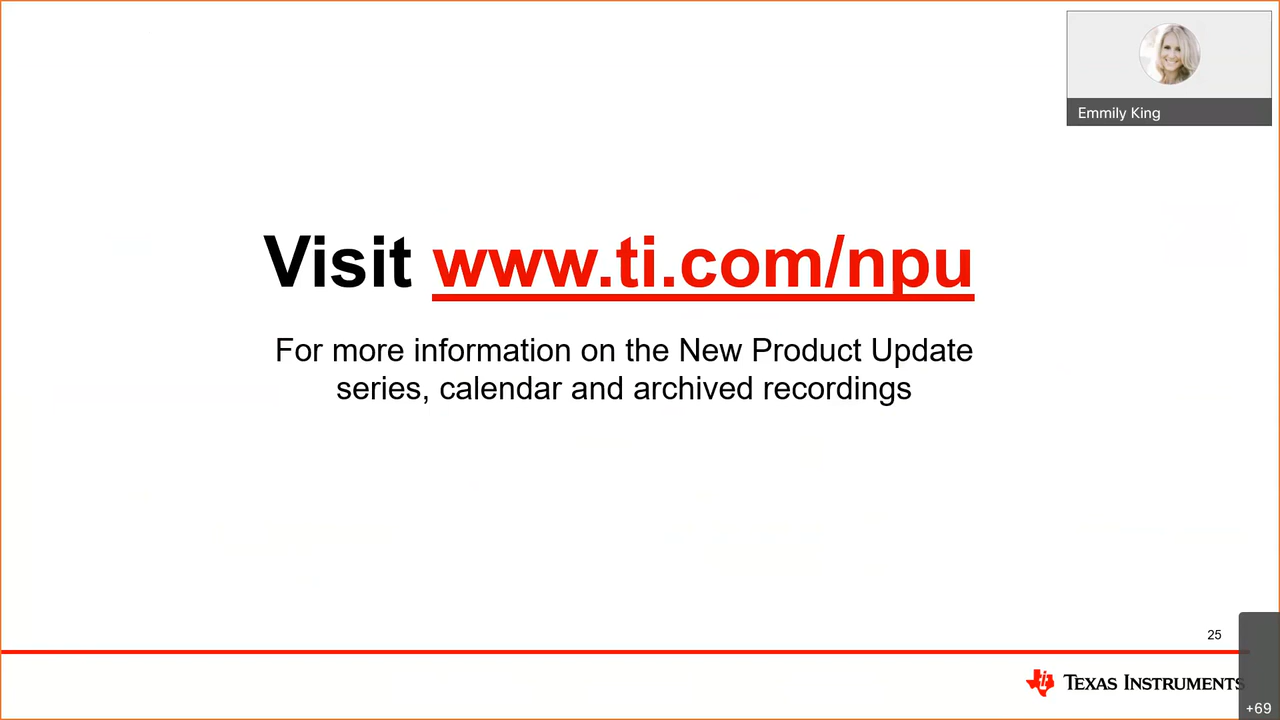 Emmily King
Visit www.ti.com/npu
For more information on the New Product Update
series, calendar and archived recordings
25
TEXAS INSTRUMENTS
+69